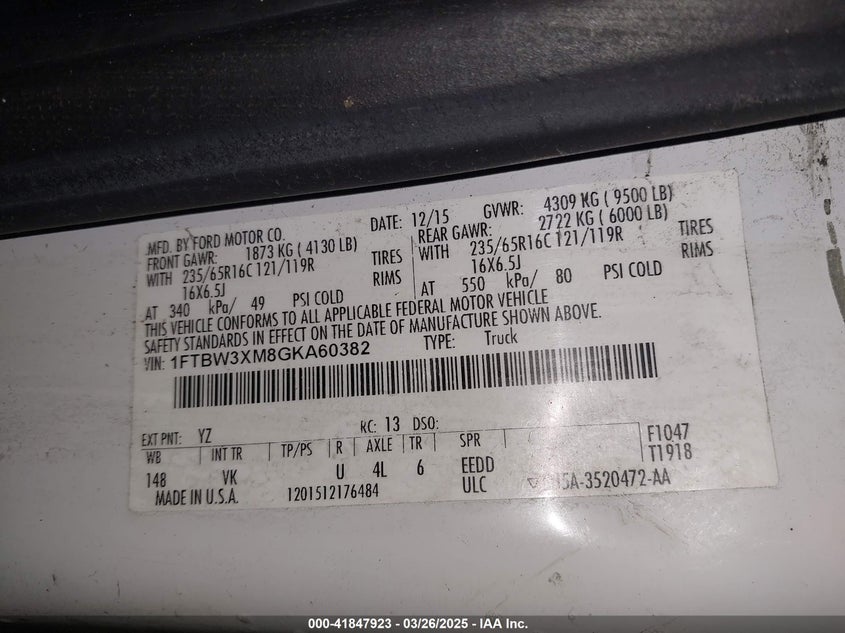 MFD. BY FORD MOTOR CO. DATE: 12/15 GVWR: 4309 KG ( 9500 LB)
FRONT GAWR: 1873 KG ( 4130 LB) REAR GAWR: 2722 KG ( 6000 LB)
WITH 235/65R16C 121/119R TIRES WITH 235/65R16C 121/119R TIRES
16X6.5J RIMS 16X6.5J RIMS
AT 340 kPa/ 49 PSI COLD AT 550 kPa/ 80 PSI COLD
THIS VEHICLE CONFORMS TO ALL APPLICABLE FEDERAL MOTOR VEHICLE
SAFETY STANDARDS IN EFFECT ON THE DATE OF MANUFACTURE SHOWN ABOVE.
VIN: 1FTBW3XM8GKA60382 TYPE: Truck
EXT PNT: YZ RC: 13 DSO:
WB INT TR TP/PS R AXLE TR SPR F1047
148 VK U 4L 6 EEDD T1918
MADE IN U.S.A. 1201512176484 ULC 5A-3520472-AA
000-41847923 - 03/26/2025 - IAA Inc.